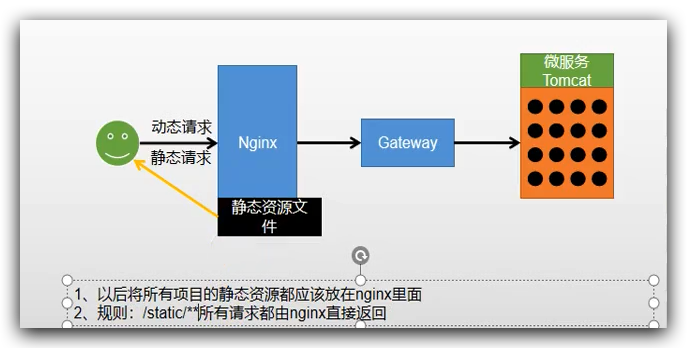 微服务
Tomcat
动态请求
静态请求
Nginx
Gateway
静态资源文
件
1、以后将所有项目的静态资源都应该放在nginx里面
2、规则：/static/**所有请求都由nginx直接返回